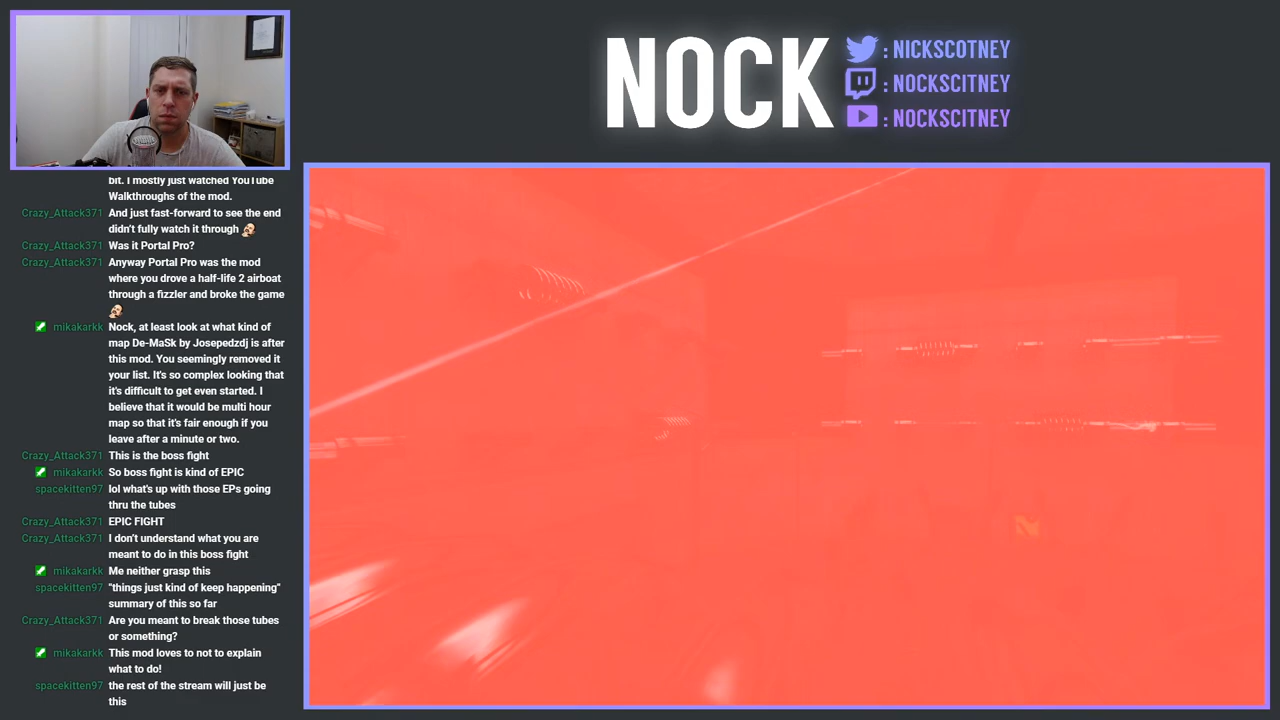 NOCK
: NICKSCOTNEY
: NOCKSCITNEY
: NOCKSCITNEY
bit. I mostly just watched YouTube
Walkthroughs of the mod.
Crazy_Attack371 And just fast-forward to see the end
didn't fully watch it through
Crazy_Attack371 Was it Portal Pro?
Crazy_Attack371 Anyway Portal Pro was the mod
where you drove a half-life 2 airboat
through a fizzler and broke the game
mikakarkk Nock, at least look at what kind of
map De-MaSk by Josepedzdj is after
this mod. You seemingly removed it
your list. It's so complex looking that
it's difficult to get even started. I
believe that it would be multi hour
map so that it's fair enough if you
leave after a minute or two.
Crazy_Attack371 This is the boss fight
mikakarkk So boss fight is kind of EPIC
spacekitten97 lol what's up with those EPs going
thru the tubes
Crazy_Attack371 EPIC FIGHT
Crazy_Attack371 I don't understand what you are
meant to do in this boss fight
mikakarkk Me neither grasp this
spacekitten97 "things just kind of keep happening"
summary of this so far
Crazy_Attack371 Are you meant to break those tubes
or something?
mikakarkk This mod loves to not to explain
what to do!
spacekitten97 the rest of the stream will just be
this